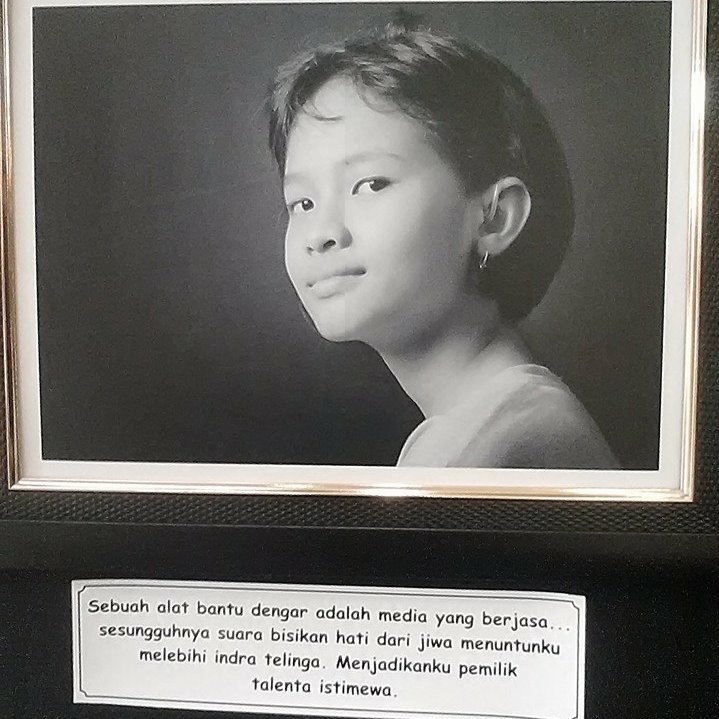 Sebuah alat bantu dengar adalah media yang berjasa...
sesungguhnya suara bisikan hati dari jiwa menuntunku
melebihi indra telinga. Menjadikanku pemilik
talenta istimewa.